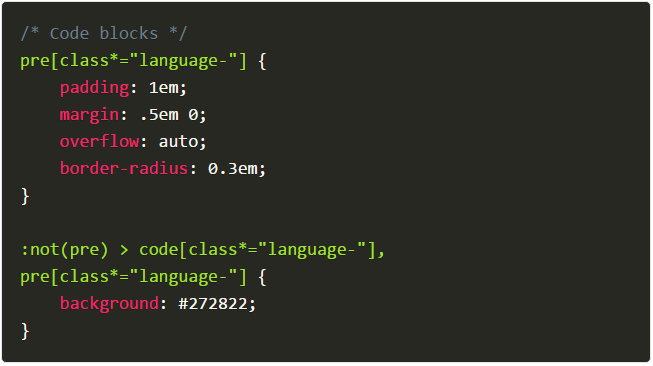 /* Code blocks */
pre[class*="language-"] {
    padding: 1em;
    margin: .5em 0;
    overflow: auto;
    border-radius: 0.3em;
}

:not(pre) > code[class*="language-"],
pre[class*="language-"] {
    background: #272822;
}